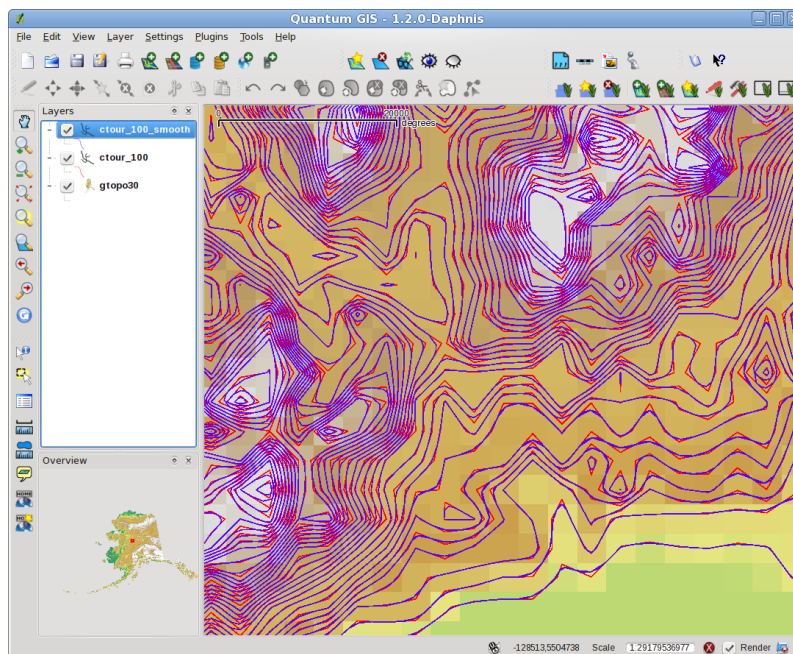 Quantum GIS - 1.2.0-Daphnis
File Edit View Layer Settings Plugins Tools Help
Layers
ctour_100_smooth
ctour_100
gtopo30
Overview
0 20000
degrees
-128513,5504738 Scale 1:29179536977 Render